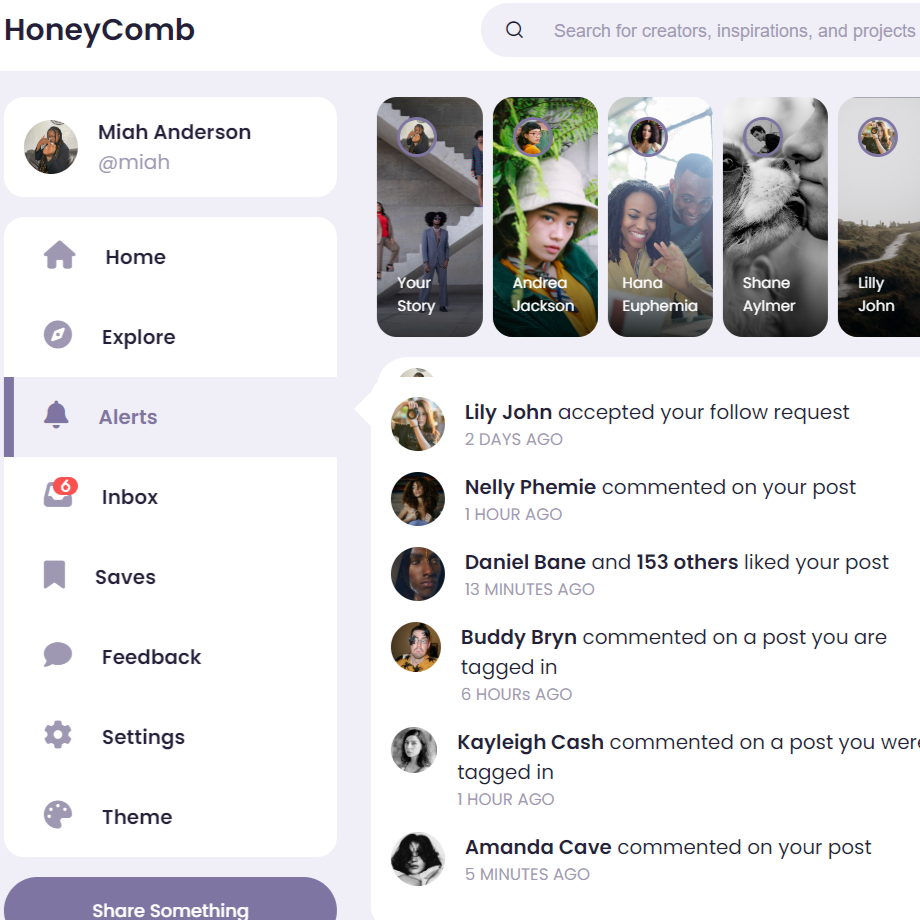 HoneyComb
Search for creators, inspirations, and projects
Miah Anderson
@miah
Home
Explore
Alerts
6
Inbox
Saves
Feedback
Settings
Theme
Share Something
Your
Story
Andrea
Jackson
Hana
Euphemia
Shane
Aylmer
Lilly
John
Lily John accepted your follow request
2 DAYS AGO
Nelly Phemie commented on your post
1 HOUR AGO
Daniel Bane and 153 others liked your post
13 MINUTES AGO
Buddy Bryn commented on a post you are
tagged in
6 HOURs AGO
Kayleigh Cash commented on a post you were
tagged in
1 HOUR AGO
Amanda Cave commented on your post
5 MINUTES AGO